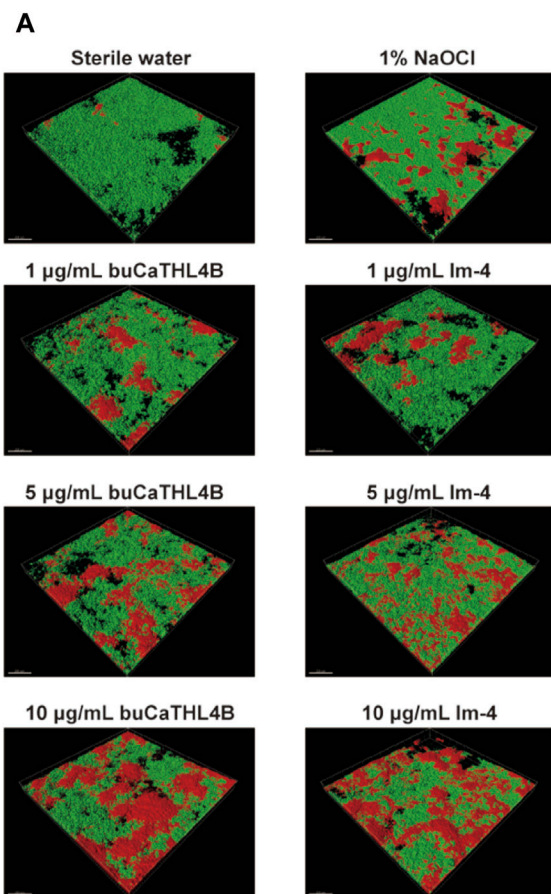 A
Sterile water
1% NaOCl
1 µg/mL buCaTHL4B
1 µg/mL Im-4
5 µg/mL buCaTHL4B
5 µg/mL Im-4
10 µg/mL buCaTHL4B
10 µg/mL Im-4